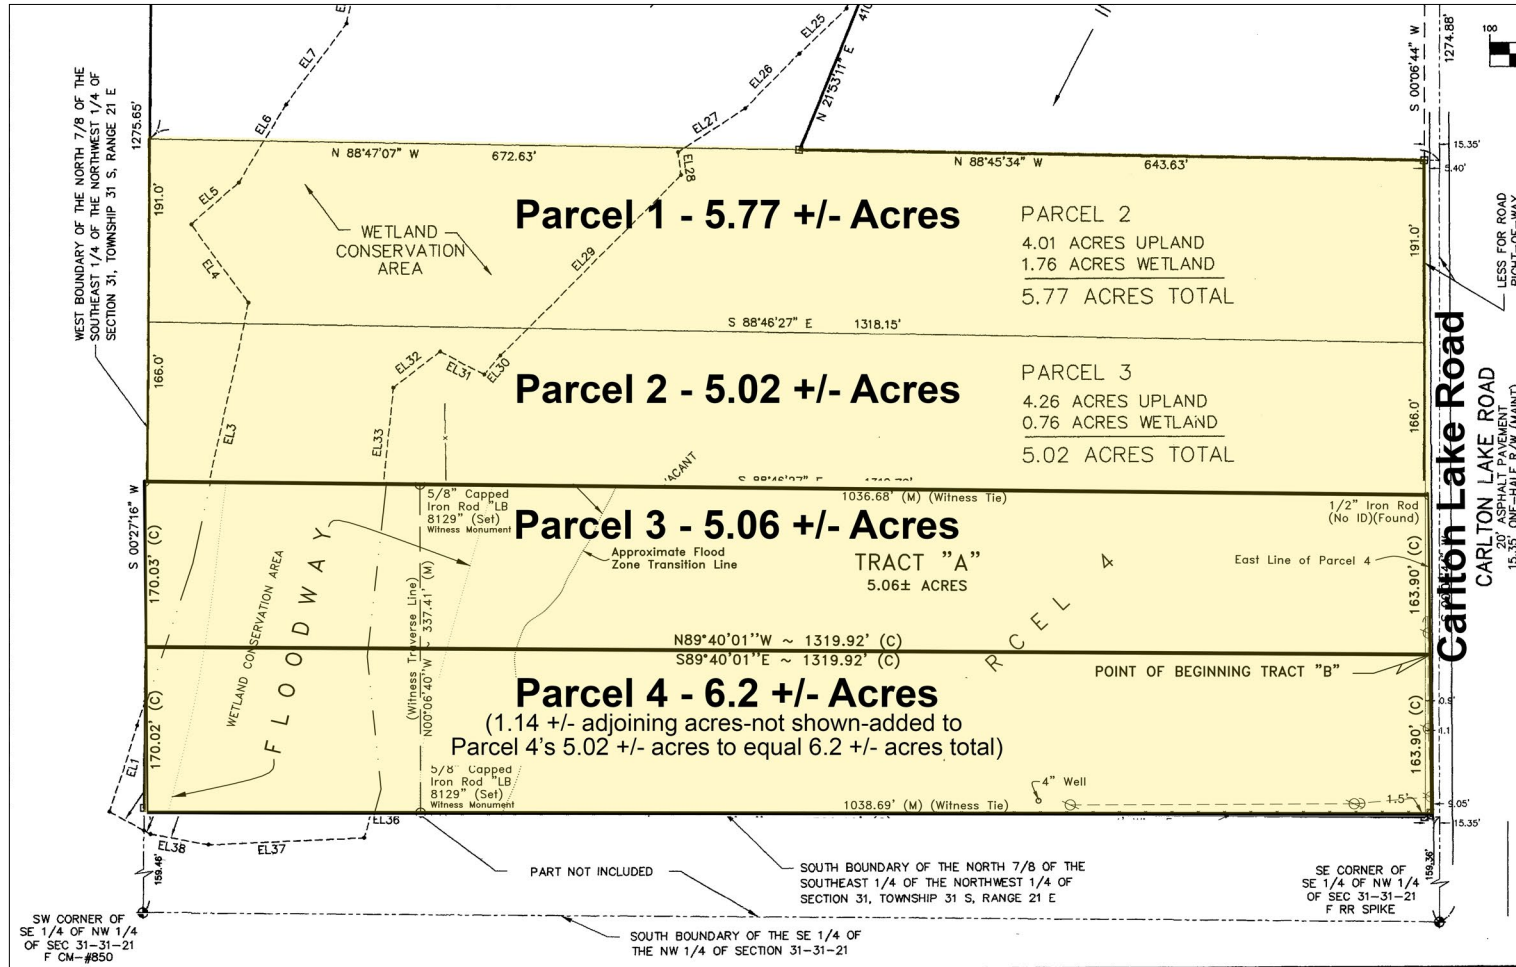 EL7
EL6
EL5
EL4
EL3
EL25
EL26
EL27
EL28
EL29
N 21°53'11" E
S 00°06'44" W
1274.88'
100
WEST BOUNDARY OF THE NORTH 7/8 OF THE
SOUTHEAST 1/4 OF THE NORTHWEST 1/4 OF
SECTION 31, TOWNSHIP 31 S, RANGE 21 E
1275.65'
N 88°47'07" W 672.63'
N 88°45'34" W 643.63'
15.35'
5.40'
191.0'
WETLAND
CONSERVATION
AREA
Parcel 1 - 5.77 +/- Acres
PARCEL 2
4.01 ACRES UPLAND
1.76 ACRES WETLAND
5.77 ACRES TOTAL
191.0'
LESS FOR ROAD
RIGHT-OF-WAY
S 88°46'27" E 1318.15'
166.0'
EL32
EL31
EL30
EL33
Parcel 2 - 5.02 +/- Acres
PARCEL 3
4.26 ACRES UPLAND
0.76 ACRES WETLAND
5.02 ACRES TOTAL
166.0'
Carlton Lake Road
CARLTON LAKE ROAD
20' ASPHALT PAVEMENT
15.35' ONE-HALF R/W (MAINT)
S 00°27'16" W
S 88°46'27" E
1036.68' (M) (Witness Tie)
5/8" Capped
Iron Rod "LB
8129" (Set)
Witness Monument
1/2" Iron Rod
(No ID)(Found)
Parcel 3 - 5.06 +/- Acres
Approximate Flood
Zone Transition Line
TRACT "A"
5.06± ACRES
East Line of Parcel 4
170.03' (C)
163.90' (C)
WETLAND CONSERVATION AREA
FLOODWAY
(Witness Traverse Line)
N00°06'40"W ~ 337.41' (M)
RCEL 4
N89°40'01"W ~ 1319.92' (C)
S89°40'01"E ~ 1319.92' (C)
POINT OF BEGINNING TRACT "B"
Parcel 4 - 6.2 +/- Acres
(1.14 +/- adjoining acres-not shown-added to
Parcel 4's 5.02 +/- acres to equal 6.2 +/- acres total)
170.02' (C)
163.90' (C)
EL1
5/8" Capped
Iron Rod "LB
8129" (Set)
Witness Monument
1038.69' (M) (Witness Tie)
4" Well
1.5'
9.05'
15.35'
EL38
EL37
EL36
159.46'
159.36'
PART NOT INCLUDED
SOUTH BOUNDARY OF THE NORTH 7/8 OF THE
SOUTHEAST 1/4 OF THE NORTHWEST 1/4 OF
SECTION 31, TOWNSHIP 31 S, RANGE 21 E
SE CORNER OF
SE 1/4 OF NW 1/4
OF SEC 31-31-21
F RR SPIKE
SW CORNER OF
SE 1/4 OF NW 1/4
OF SEC 31-31-21
F CM-#850
SOUTH BOUNDARY OF THE SE 1/4 OF
THE NW 1/4 OF SECTION 31-31-21